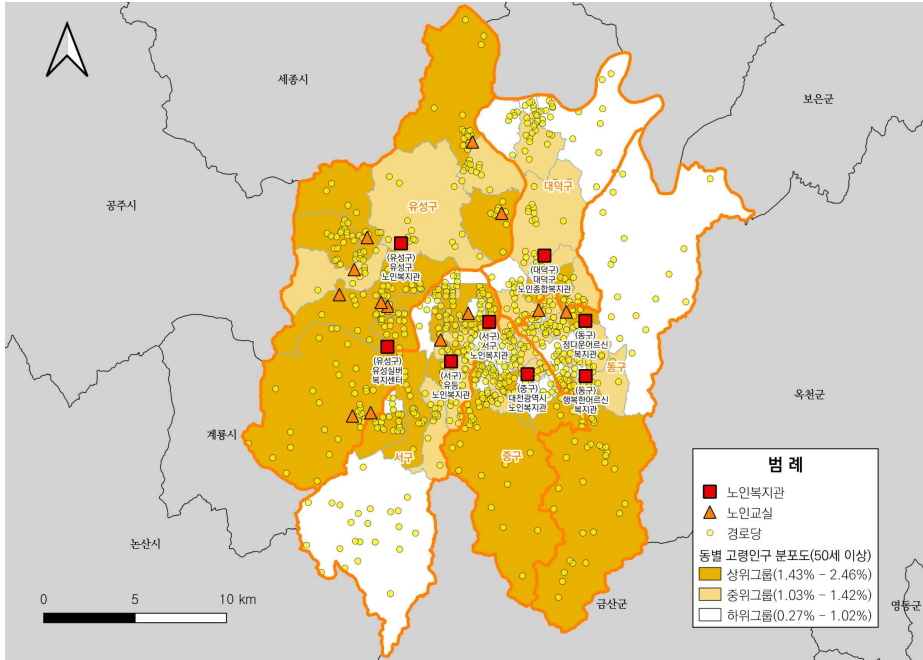 세종시
보은군
공주시
대덕구
유성구
(유성구)
유성구
노인복지관
(대덕구)
대덕구
노인종합복지관
(서구)
서구
노인복지관
(동구)
정다운어르신
복지관
(유성구)
유성실버
복지센터
(서구)
유등
노인복지관
(중구)
대전광역시
노인복지관
(동구)
행복한어르신
복지관
동구
옥천군
계룡시
서구
중구
논산시
금산군
영동군
범 례
노인복지관
노인교실
경로당
동별 고령인구 분포도(50세 이상)
상위그룹(1.43% - 2.46%)
중위그룹(1.03% - 1.42%)
하위그룹(0.27% - 1.02%)
0 5 10 km